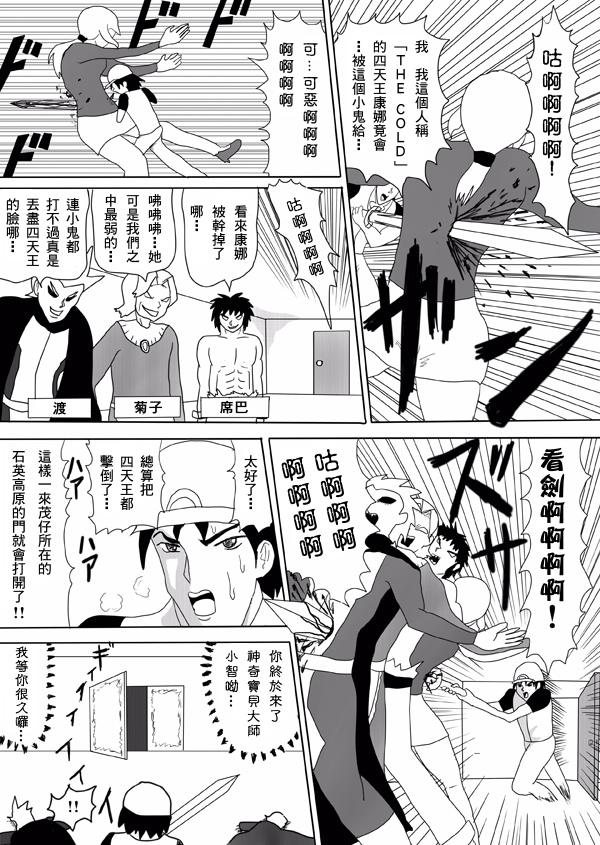 咕啊啊啊啊！
我 我這個人稱
「THE COLD」
的四天王康娜竟會
…被這個小鬼給…
ドン
可…可惡啊啊啊
啊啊啊啊
ドド
咕啊啊啊啊
看來康娜
被幹掉了
哪…
咈咈咈…她
可是我們之
中最弱的…
連小鬼都
打不過真是
丟盡四天王
的臉哪…
席巴
菊子
渡
看劍啊啊啊啊啊！
ズズ
咕啊啊啊
啊啊啊啊
太好了…
總算把
四天王都
擊倒了…
ハァ
ハァ
這樣一來茂仔所在的
石英高原的門就會打開了!!
你終於來了
神奇寶貝大師
小智呦…
ギイイイイ
我等你很久囉…
!!